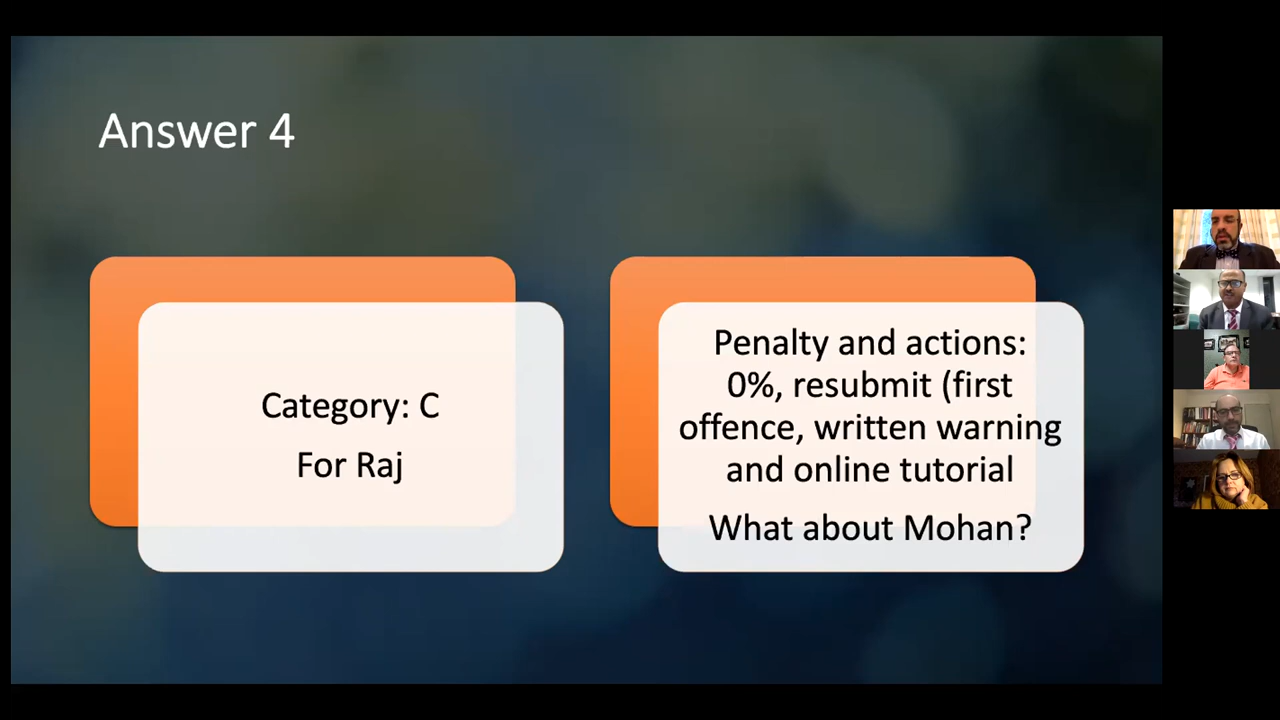 Answer 4
Category: C
For Raj
Penalty and actions:
0%, resubmit (first
offence, written warning
and online tutorial
What about Mohan?